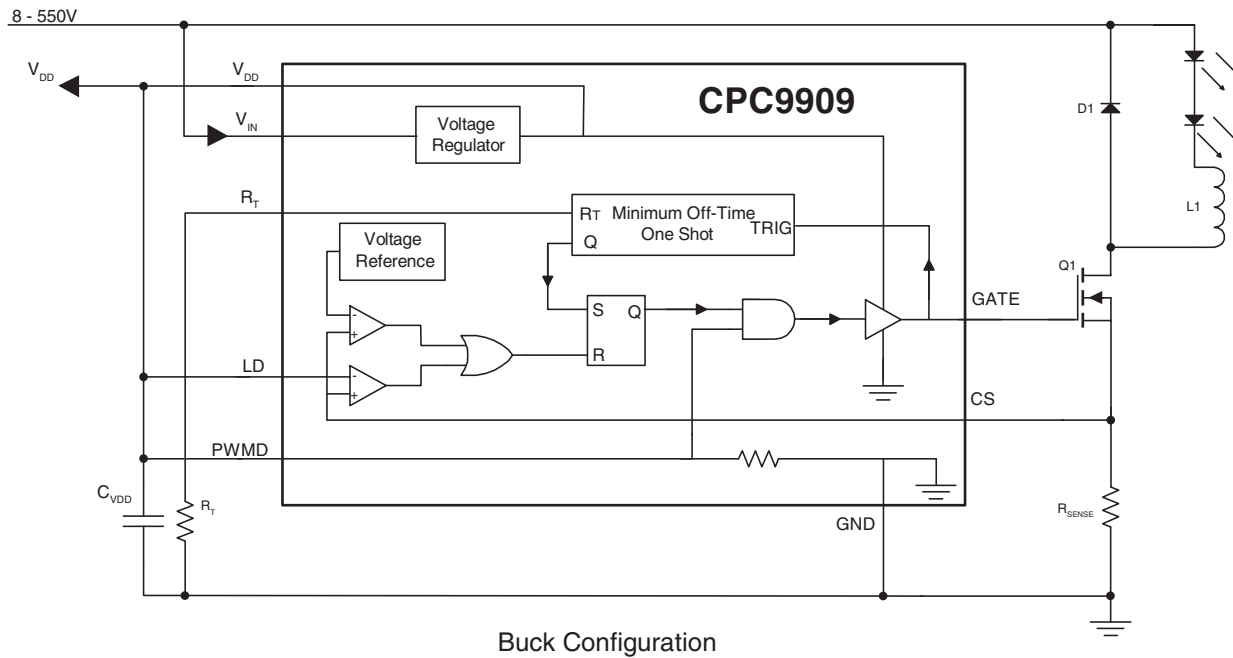 8 - 550V
V_DD
V_DD
CPC9909
V_IN
Voltage
Regulator
D1
L1
R_T
R_T
Minimum Off-Time
One Shot
TRIG
Q
Voltage
Reference
Q1
GATE
S
Q
R
-
+
LD
-
+
CS
PWMD
C_VDD
R_T
GND
R_SENSE
Buck Configuration